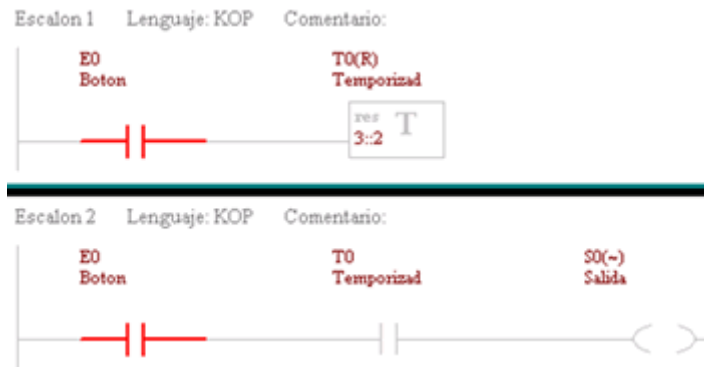 Escalon 1 Lenguaje: KOP Comentario:
E0 T0(R)
Boton Temporizad
res T
3::2
Escalon 2 Lenguaje: KOP Comentario:
E0 T0 S0(~)
Boton Temporizad Salida